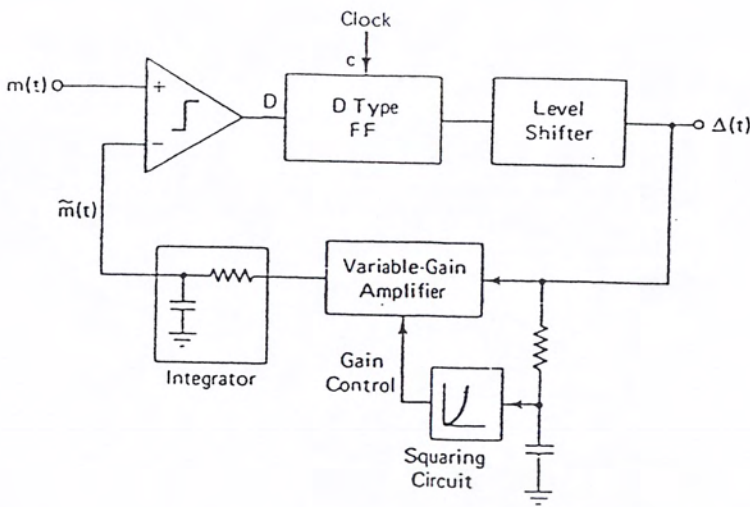 Clock
c
m(t)
+
D
D Type
FF
Level
Shifter
Δ(t)
−
m̃(t)
Variable-Gain
Amplifier
Integrator
Gain
Control
Squaring
Circuit